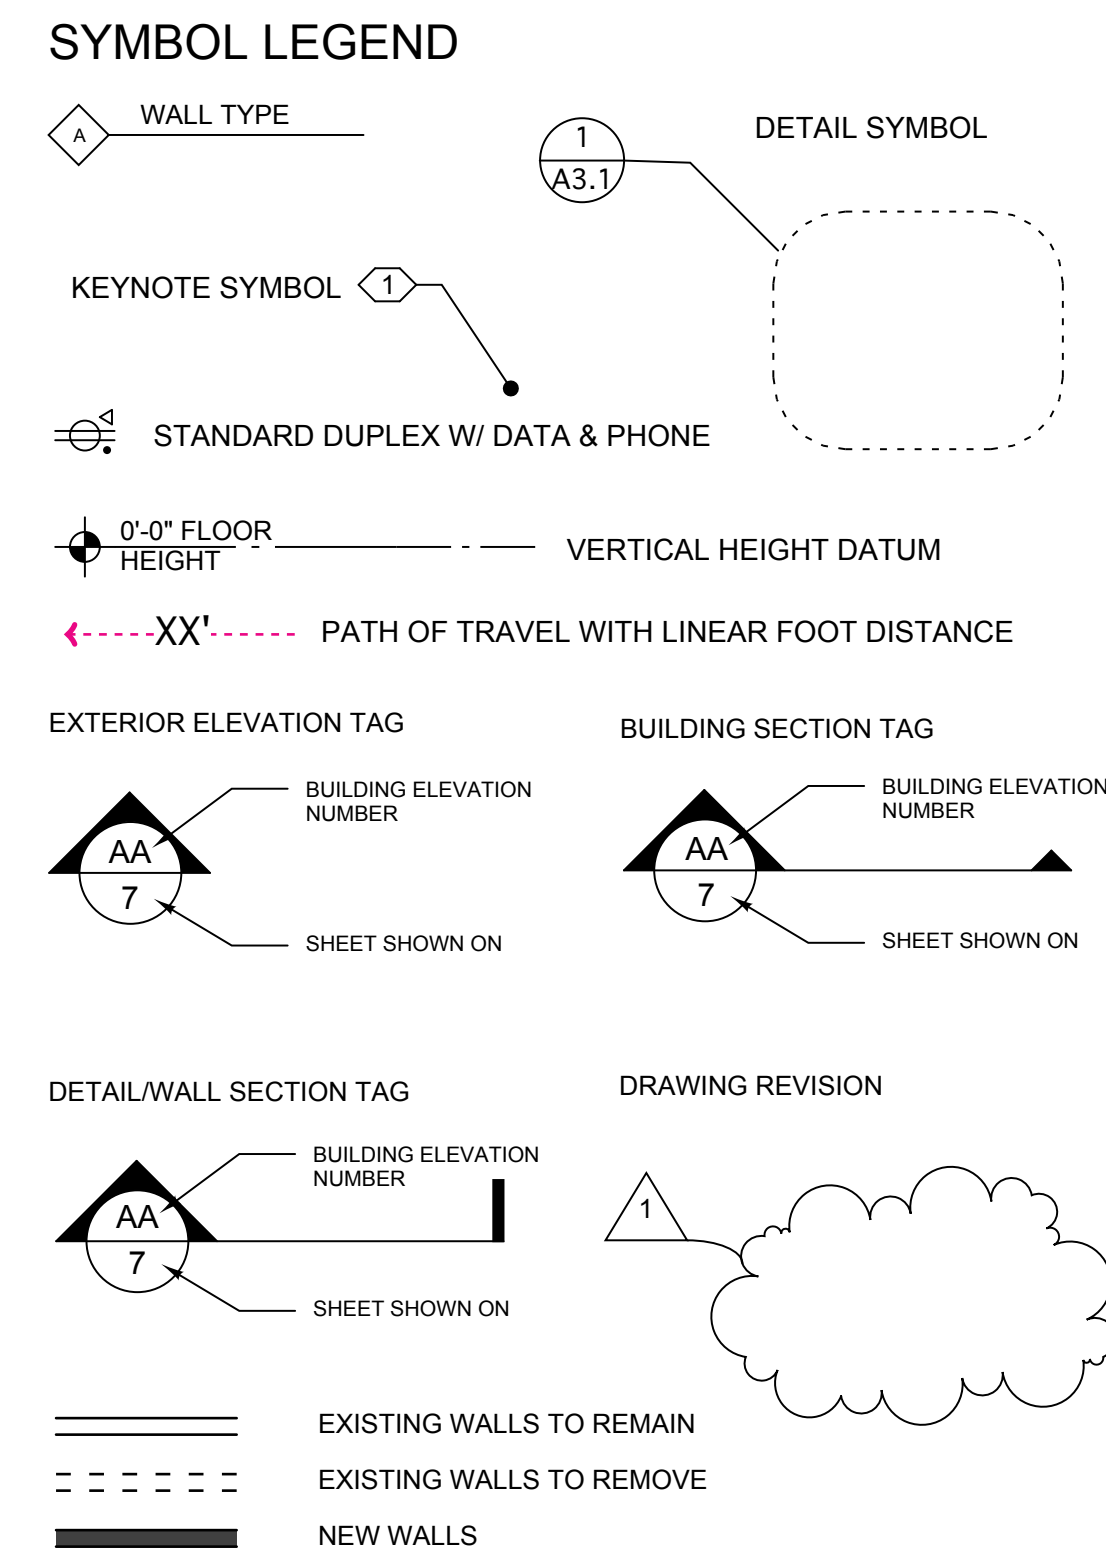 SYMBOL LEGEND
A
WALL TYPE
1
A3.1
DETAIL SYMBOL
KEYNOTE SYMBOL
1
STANDARD DUPLEX W/ DATA & PHONE
0'-0" FLOOR
HEIGHT
VERTICAL HEIGHT DATUM
XX'
PATH OF TRAVEL WITH LINEAR FOOT DISTANCE
EXTERIOR ELEVATION TAG
AA
7
BUILDING ELEVATION
NUMBER
SHEET SHOWN ON
BUILDING SECTION TAG
AA
7
BUILDING ELEVATION
NUMBER
SHEET SHOWN ON
DETAIL/WALL SECTION TAG
AA
7
BUILDING ELEVATION
NUMBER
SHEET SHOWN ON
DRAWING REVISION
1
EXISTING WALLS TO REMAIN
EXISTING WALLS TO REMOVE
NEW WALLS